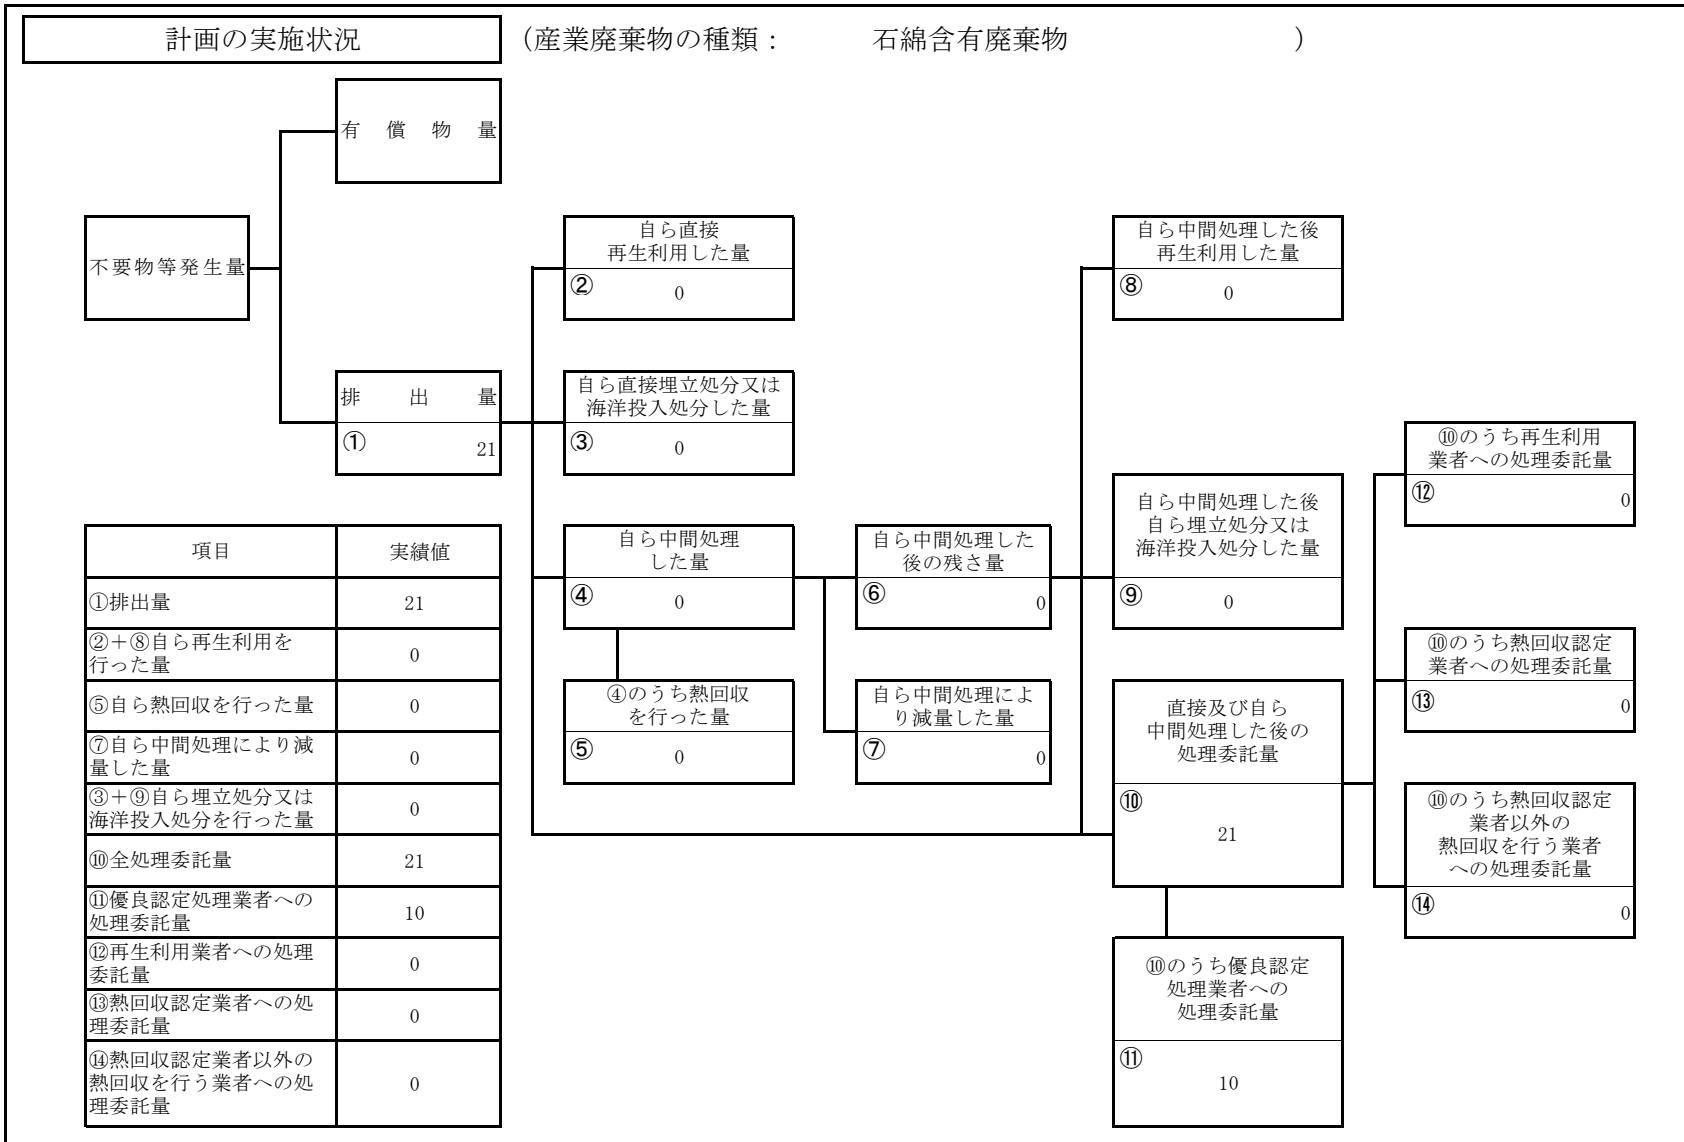 計画の実施状況
（産業廃棄物の種類： 石綿含有廃棄物 ）
有償物量
不要物等発生量
排出量
① 21
自ら直接
再生利用した量
② 0
自ら直接埋立処分又は
海洋投入処分した量
③ 0
自ら中間処理
した量
④ 0
④のうち熱回収
を行った量
⑤ 0
自ら中間処理した
後の残さ量
⑥ 0
自ら中間処理によ
り減量した量
⑦ 0
自ら中間処理した後
再生利用した量
⑧ 0
自ら中間処理した後
自ら埋立処分又は
海洋投入処分した量
⑨ 0
直接及び自ら
中間処理した後の
処理委託量
⑩
21
⑩のうち優良認定
処理業者への
処理委託量
⑪
10
⑩のうち再生利用
業者への処理委託量
⑫ 0
⑩のうち熱回収認定
業者への処理委託量
⑬ 0
⑩のうち熱回収認定
業者以外の
熱回収を行う業者
への処理委託量
⑭ 0
項目 実績値
①排出量 21
②＋⑧自ら再生利用を
行った量 0
⑤自ら熱回収を行った量 0
⑦自ら中間処理により減
量した量 0
③＋⑨自ら埋立処分又は
海洋投入処分を行った量 0
⑩全処理委託量 21
⑪優良認定処理業者への
処理委託量 10
⑫再生利用業者への処理
委託量 0
⑬熱回収認定業者への処
理委託量 0
⑭熱回収認定業者以外の
熱回収を行う業者への処
理委託量 0